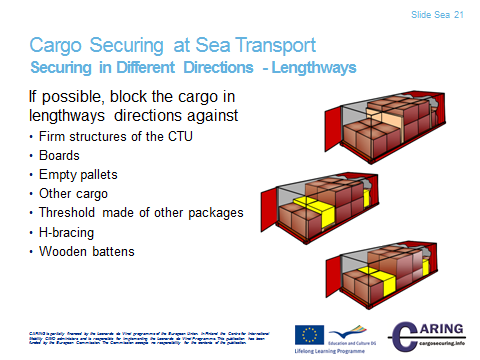 Slide Sea 21
Cargo Securing at Sea Transport
Securing in Different Directions - Lengthways
If possible, block the cargo in
lengthways directions against
• Firm structures of the CTU
• Boards
• Empty pallets
• Other cargo
• Threshold made of other packages
• H-bracing
• Wooden battens
CARING is partially financed by the Leonardo da Vinci programme of the European Union. In Finland the Centre for International
Mobility CIMO administers and is responsible for implementing the Leonardo da Vinci Programme. This publication has been
funded by the European Commission. The Commission accepts no responsibility for the contents of the publication.
Education and Culture DG
Lifelong Learning Programme
CARING
cargosecuring.info